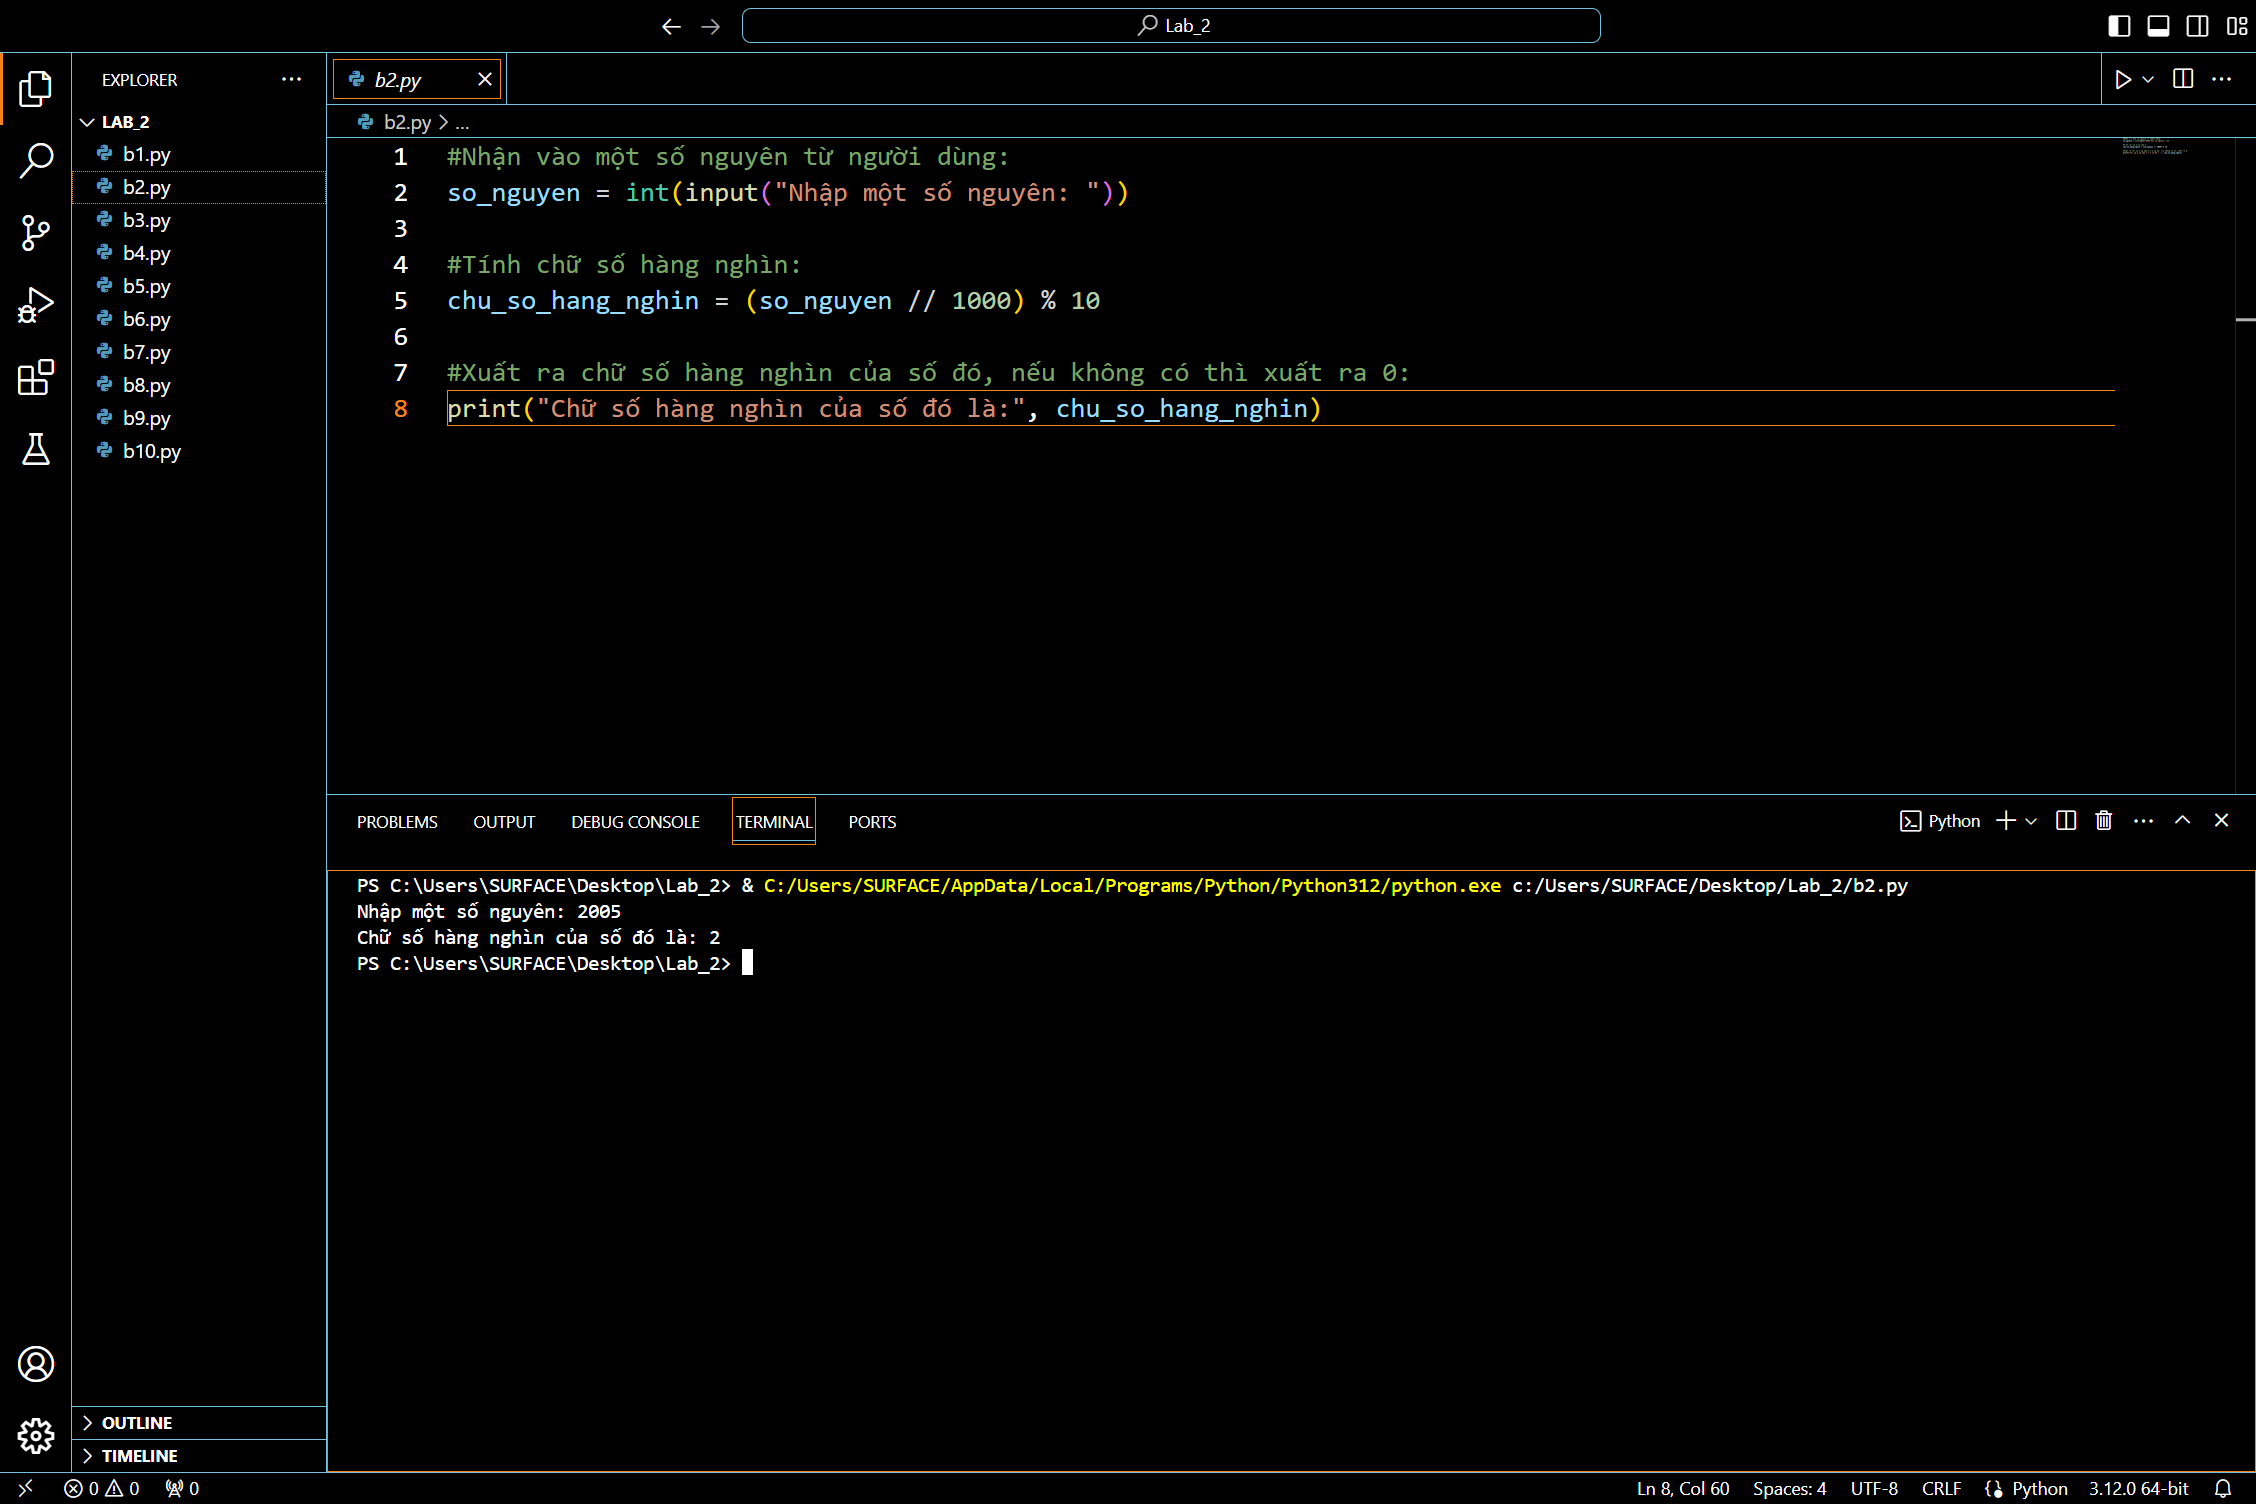 Lab_2
EXPLORER
LAB_2
b1.py
b2.py
b3.py
b4.py
b5.py
b6.py
b7.py
b8.py
b9.py
b10.py
OUTLINE
TIMELINE
b2.py
b2.py > ...
1 #Nhận vào một số nguyên từ người dùng:
2 so_nguyen = int(input("Nhập một số nguyên: "))
3
4 #Tính chữ số hàng nghìn:
5 chu_so_hang_nghin = (so_nguyen // 1000) % 10
6
7 #Xuất ra chữ số hàng nghìn của số đó, nếu không có thì xuất ra 0:
8 print("Chữ số hàng nghìn của số đó là:", chu_so_hang_nghin)
PROBLEMS OUTPUT DEBUG CONSOLE TERMINAL PORTS
Python
PS C:\Users\SURFACE\Desktop\Lab_2> & C:/Users/SURFACE/AppData/Local/Programs/Python/Python312/python.exe c:/Users/SURFACE/Desktop/Lab_2/b2.py
Nhập một số nguyên: 2005
Chữ số hàng nghìn của số đó là: 2
PS C:\Users\SURFACE\Desktop\Lab_2>
0 0 0 Ln 8, Col 60 Spaces: 4 UTF-8 CRLF Python 3.12.0 64-bit